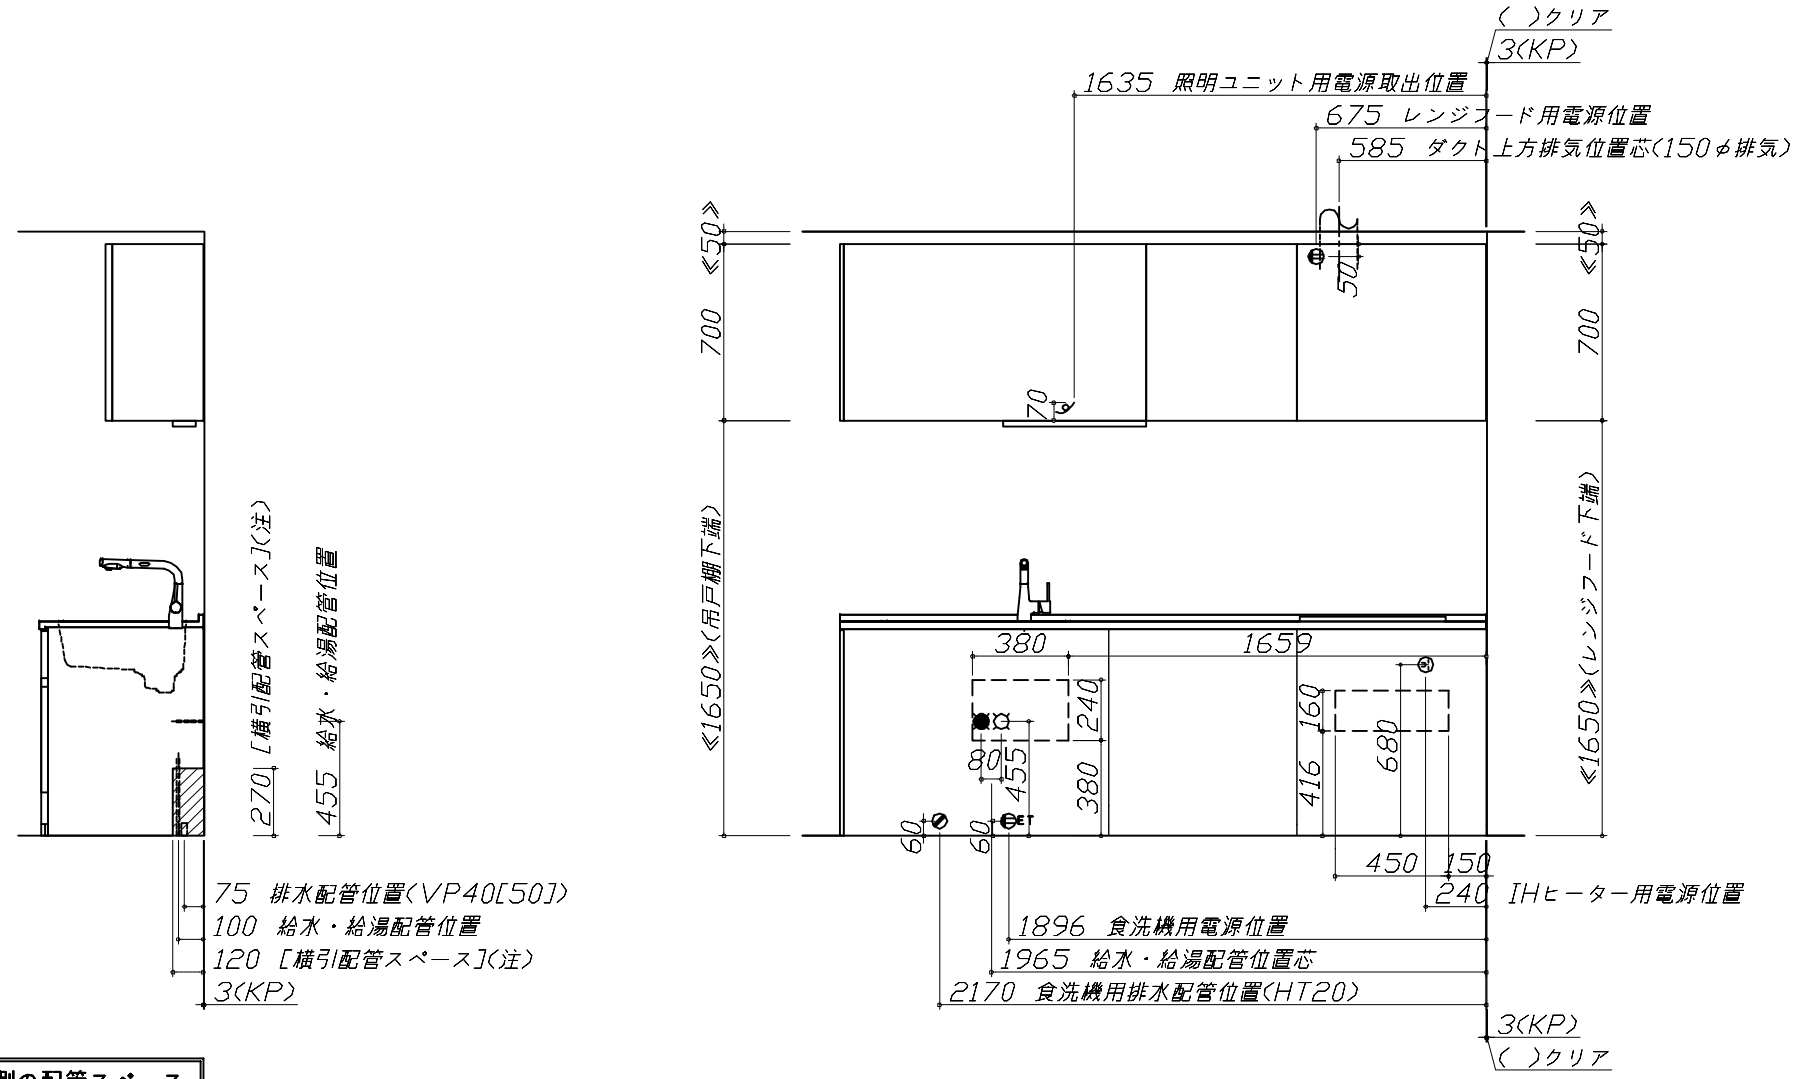 ( )クリア
3(KP)
1635 照明ユニット用電源取出位置
675 レンジフード用電源位置
585 ダクト上方排気位置芯(150φ排気)
≪50≫
≪50≫
50
700
700
70
[横引配管スペース](注)
270
455 給水・給湯配管位置
≪1650≫(吊戸棚下端)
≪1650≫(レンジフード下端)
380
1659
240
160
680
80
455
380
416
60
60
ET
450
150
75 排水配管位置(VP40[50])
240 IHヒーター用電源位置
100 給水・給湯配管位置
1896 食洗機用電源位置
120 [横引配管スペース](注)
1965 給水・給湯配管位置芯
3(KP)
2170 食洗機用排水配管位置(HT20)
3(KP)
( )クリア